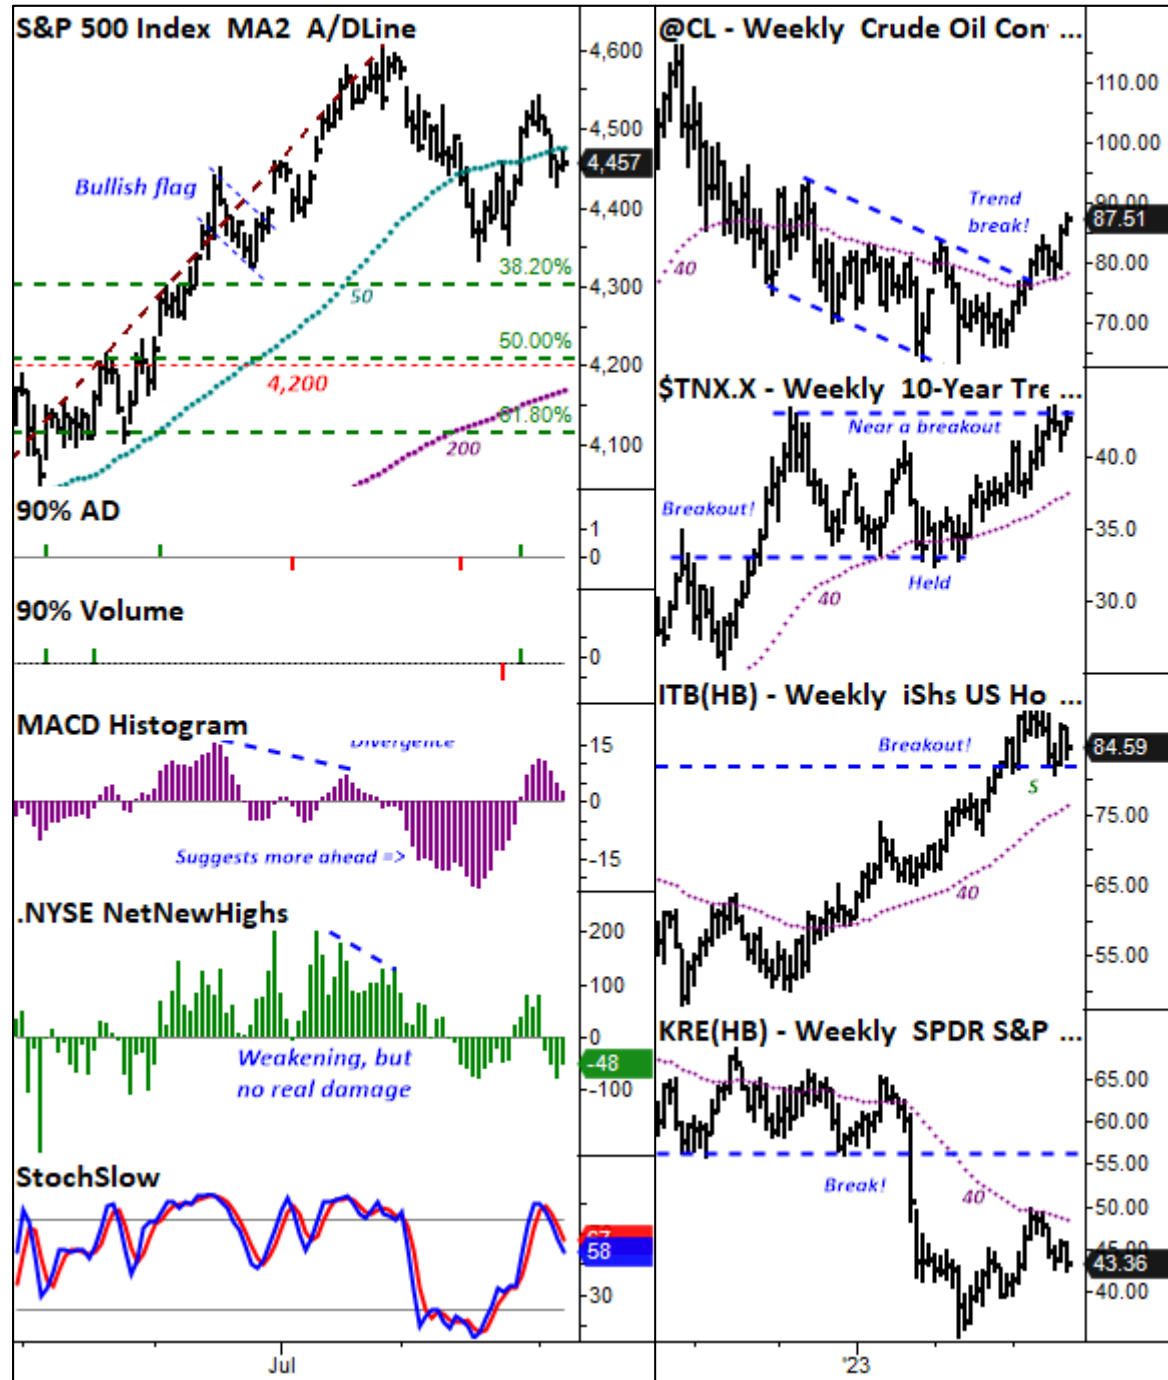 S&P 500 Index  MA2  A/DLine
4,600
4,500
4,457
4,400
Bullish flag
38.20%
4,300
50
50.00%
4,200
4,200
61.80%
4,100
200
90% AD
1
0
90% Volume
0
MACD Histogram
Divergence
15
0
Suggests more ahead =>
-15
.NYSE NetNewHighs
200
100
0
Weakening, but
no real damage
-48
-100
StochSlow
67
58
30
Jul
@CL - Weekly  Crude Oil Con ...
110.00
100.00
Trend
break!
90.00
87.51
40
80.00
70.00
$TNX.X - Weekly  10-Year Tre ...
Near a breakout
40.0
Breakout!
35.0
Held
40
30.0
ITB(HB) - Weekly  iShs US Ho ...
Breakout!
84.59
S
75.00
40
65.00
55.00
KRE(HB) - Weekly  SPDR S&P ...
65.00
60.00
55.00
Break!
40
50.00
45.00
43.36
40.00
'23